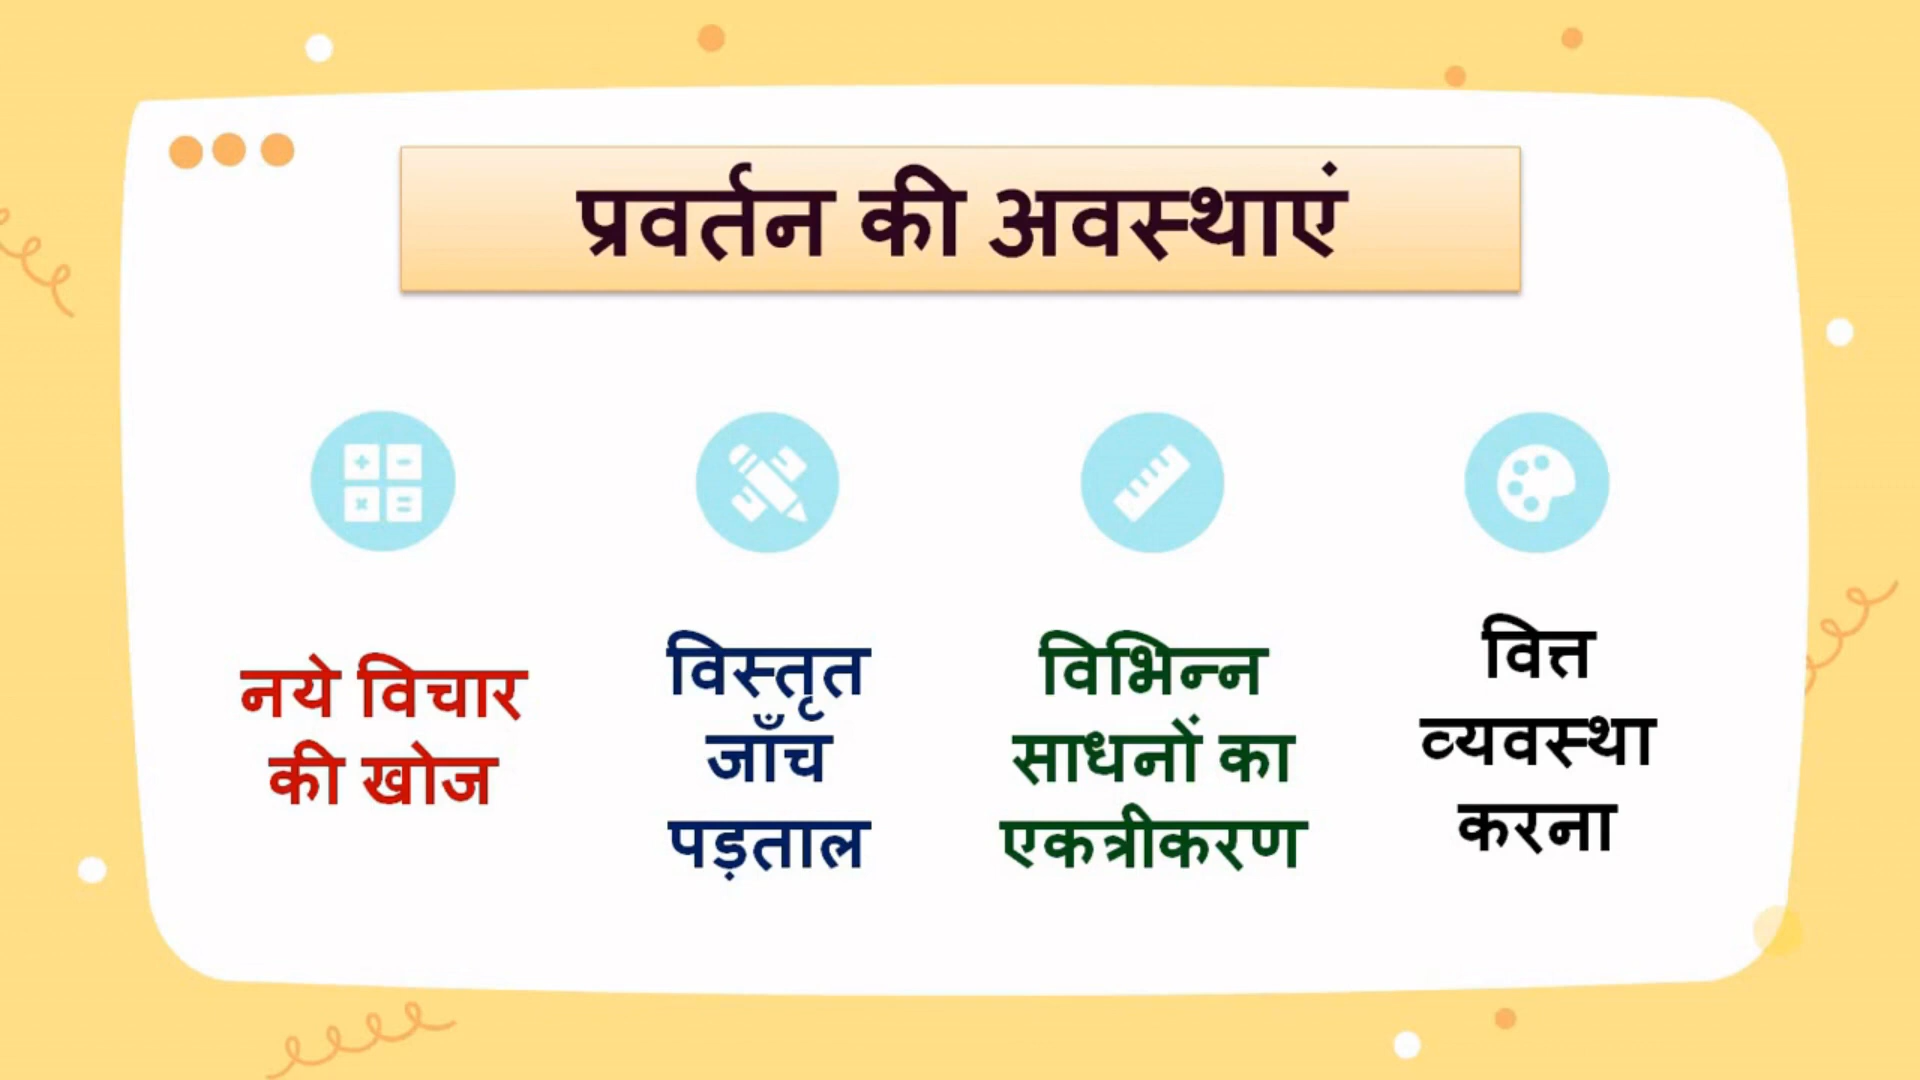 प्रवर्तन की अवस्थाएं
नये विचार
की खोज
विस्तृत
जाँच
पड़ताल
विभिन्न
साधनों का
एकत्रीकरण
वित्त
व्यवस्था
करना